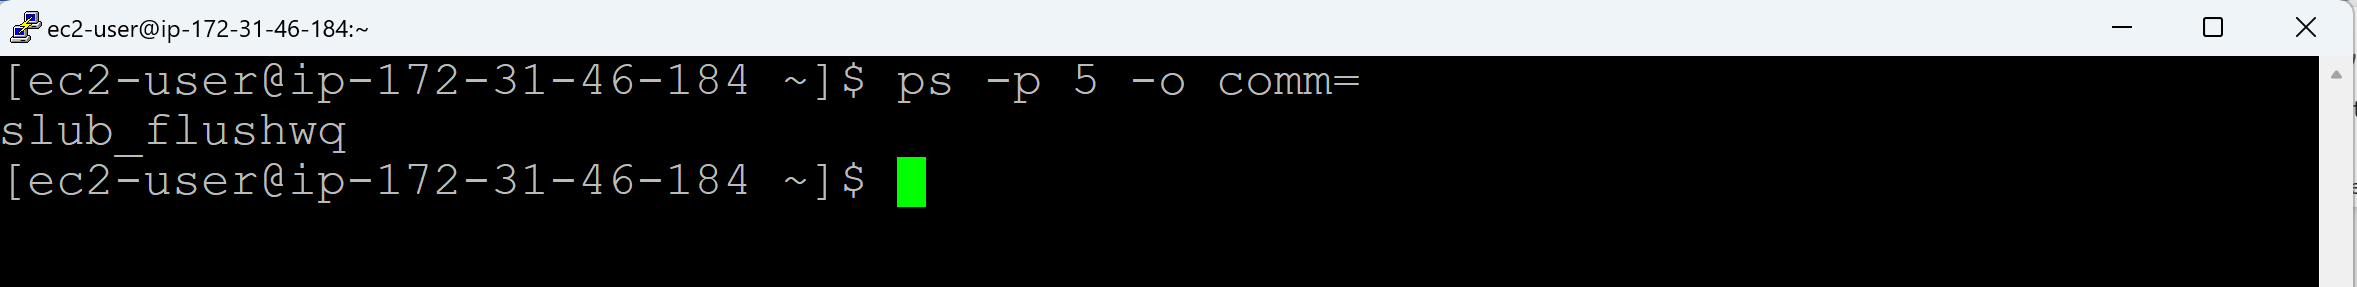 ec2-user@ip-172-31-46-184:~
[ec2-user@ip-172-31-46-184 ~]$ ps -p 5 -o comm=
slub_flushwq
[ec2-user@ip-172-31-46-184 ~]$